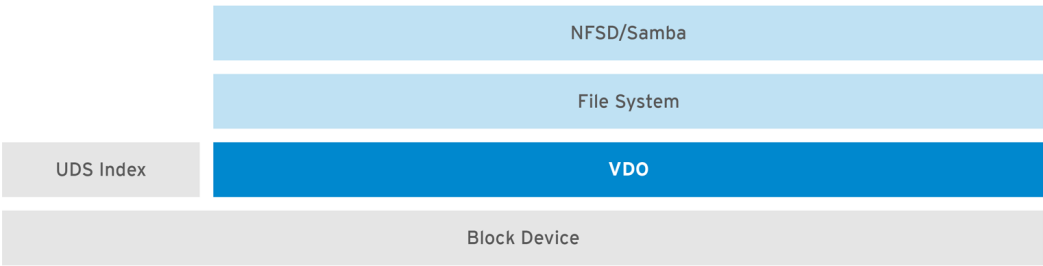 NFSD/Samba
File System
UDS Index
VDO
Block Device